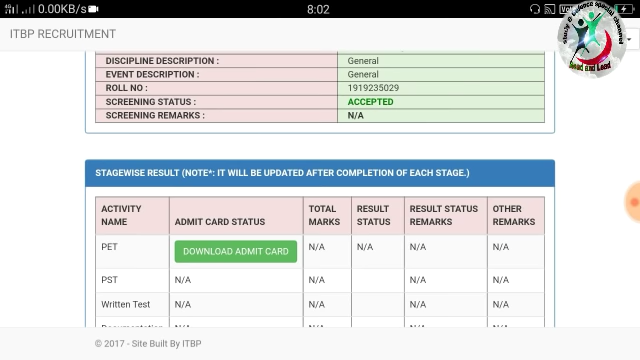 0.00KB/s
8:02
ITBP RECRUITMENT
DISCIPLINE DESCRIPTION : General
EVENT DESCRIPTION : General
ROLL NO : 1919235029
SCREENING STATUS : ACCEPTED
SCREENING REMARKS : N/A
STAGEWISE RESULT (NOTE*: IT WILL BE UPDATED AFTER COMPLETION OF EACH STAGE.)
ACTIVITY NAME ADMIT CARD STATUS TOTAL MARKS RESULT STATUS RESULT STATUS REMARKS OTHER REMARKS
PET DOWNLOAD ADMIT CARD N/A N/A N/A N/A
PST N/A N/A N/A N/A
Written Test N/A N/A N/A N/A
© 2017 - Site Built By ITBP